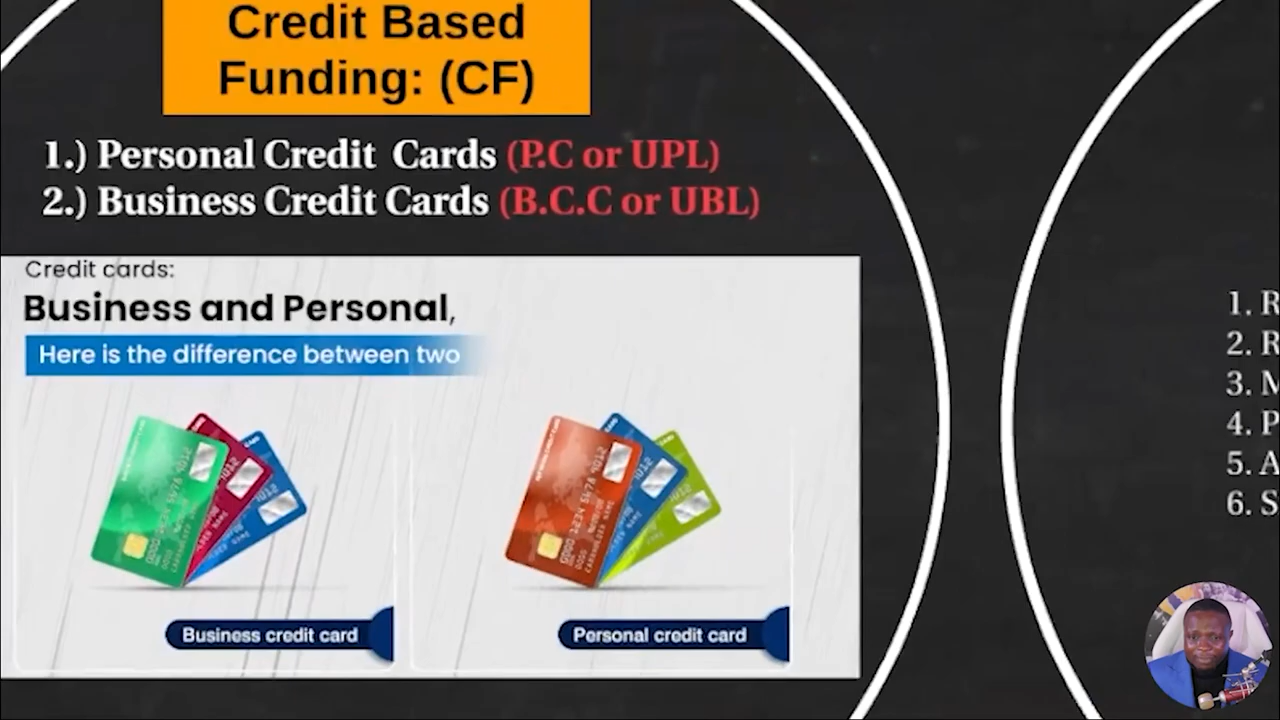 Credit Based
Funding: (CF)
1.) Personal Credit Cards (P.C or UPL)
2.) Business Credit Cards (B.C.C or UBL)
Credit cards:
Business and Personal,
Here is the difference between two
Business credit card
Personal credit card
1. R
2. R
3. M
4. P
5. A
6. S